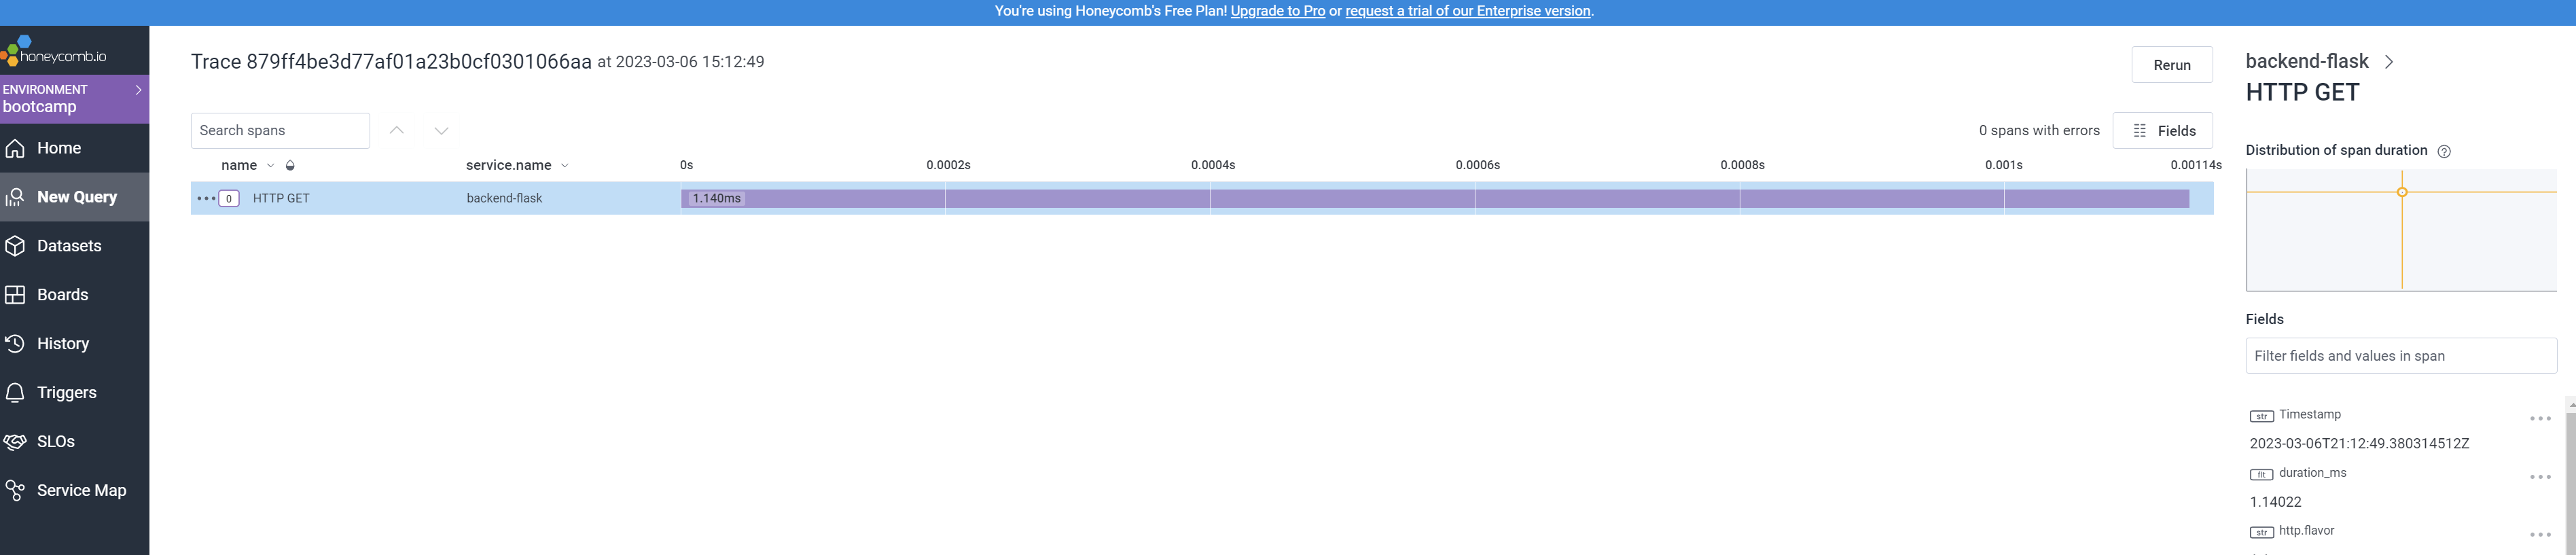 You're using Honeycomb's Free Plan! Upgrade to Pro or request a trial of our Enterprise version.
honeycomb.io
ENVIRONMENT
bootcamp
Home
New Query
Datasets
Boards
History
Triggers
SLOs
Service Map
Trace 879ff4be3d77af01a23b0cf0301066aa at 2023-03-06 15:12:49
Rerun
Search spans
0 spans with errors
Fields
name service.name 0s 0.0002s 0.0004s 0.0006s 0.0008s 0.001s 0.00114s
0 HTTP GET backend-flask 1.140ms
backend-flask
HTTP GET
Distribution of span duration
Fields
Filter fields and values in span
str Timestamp
2023-03-06T21:12:49.380314512Z
flt duration_ms
1.14022
str http.flavor